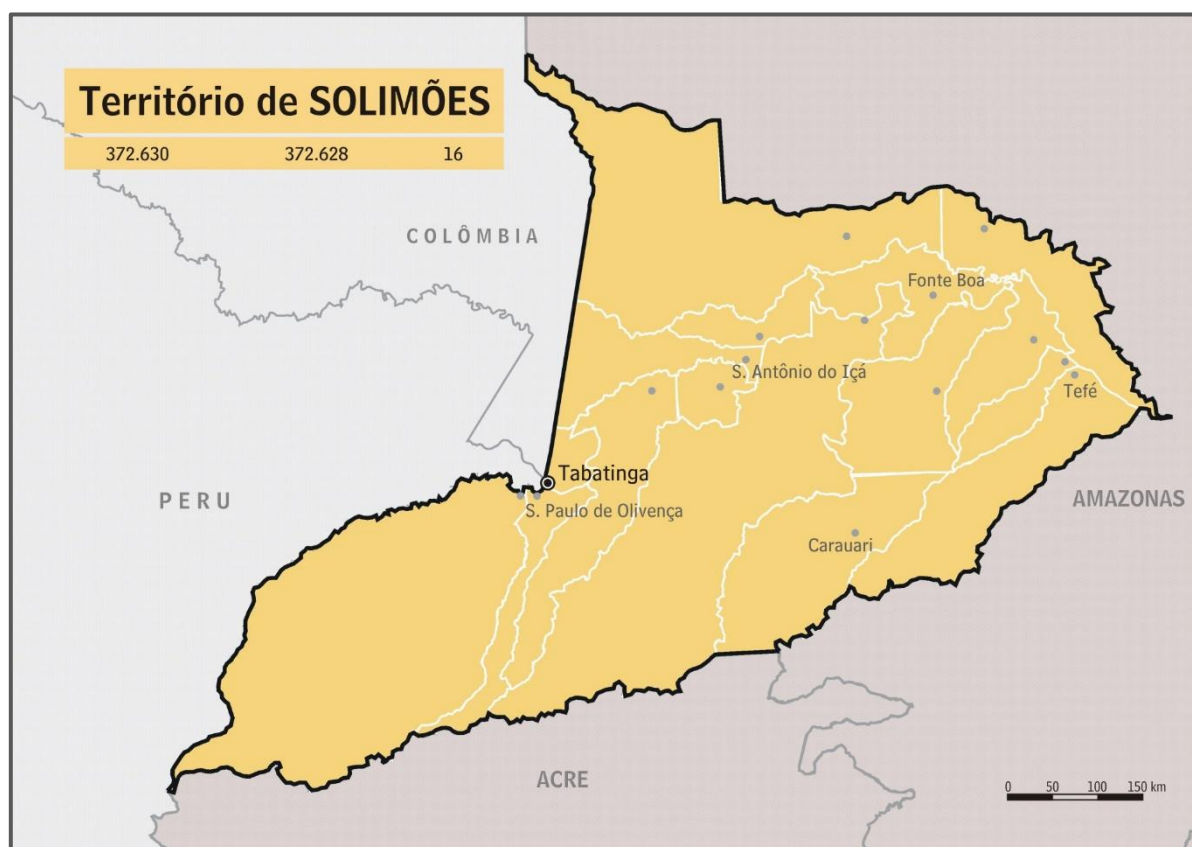 Território de SOLIMÕES
372.630 372.628 16
COLÔMBIA
Fonte Boa
S. Antônio do Içá
Tefé
Tabatinga
PERU
S. Paulo de Olivença
AMAZONAS
Carauari
ACRE
0 50 100 150 km